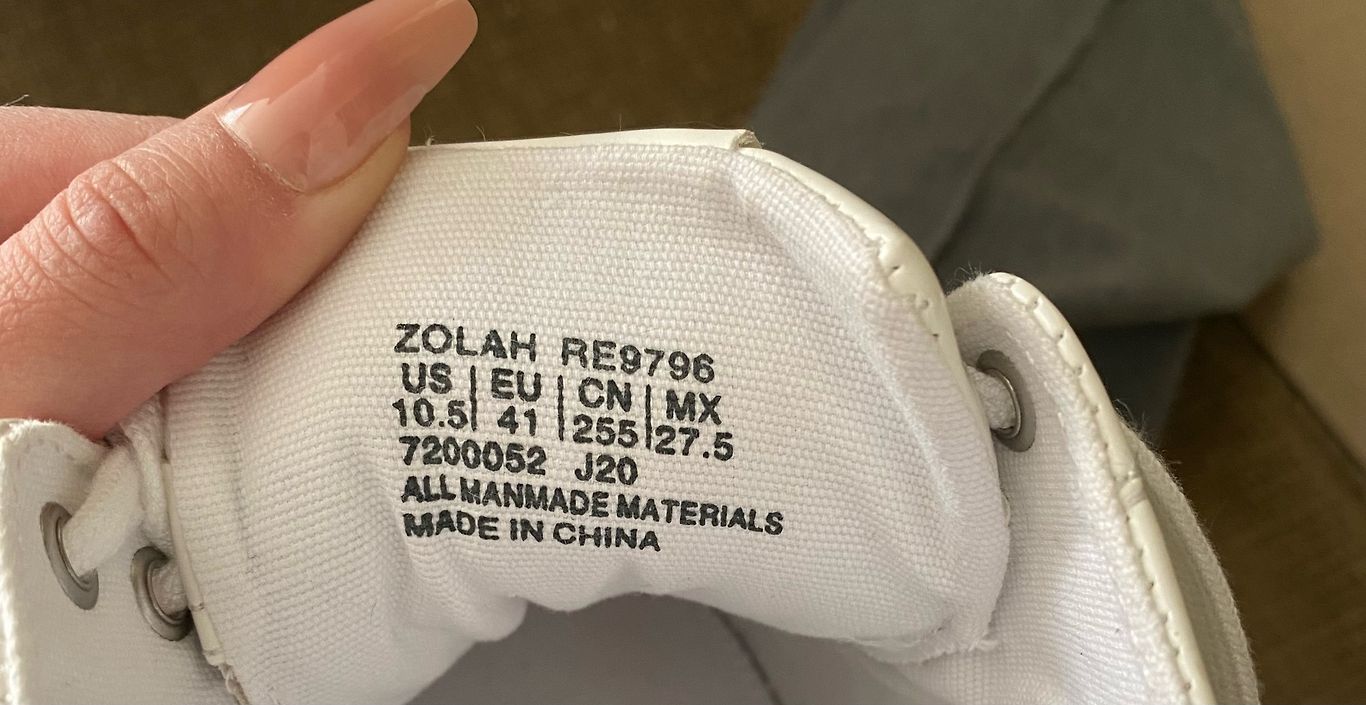 ZOLAH RE9796
US | EU | CN | MX
10.5 | 41 | 255 | 27.5
7200052 J20
ALL MANMADE MATERIALS
MADE IN CHINA